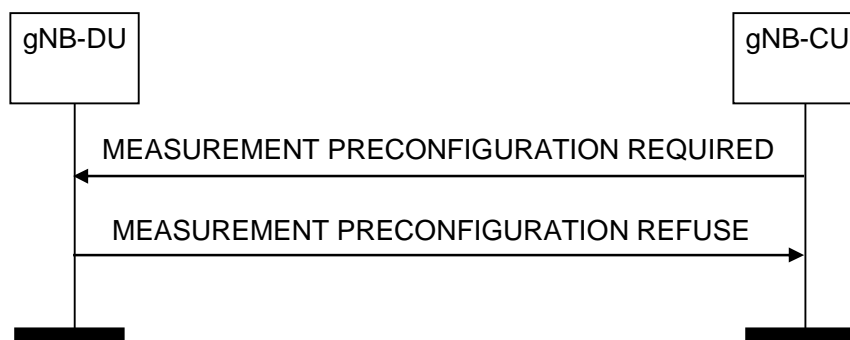 gNB-DU
gNB-CU
MEASUREMENT PRECONFIGURATION REQUIRED
MEASUREMENT PRECONFIGURATION REFUSE